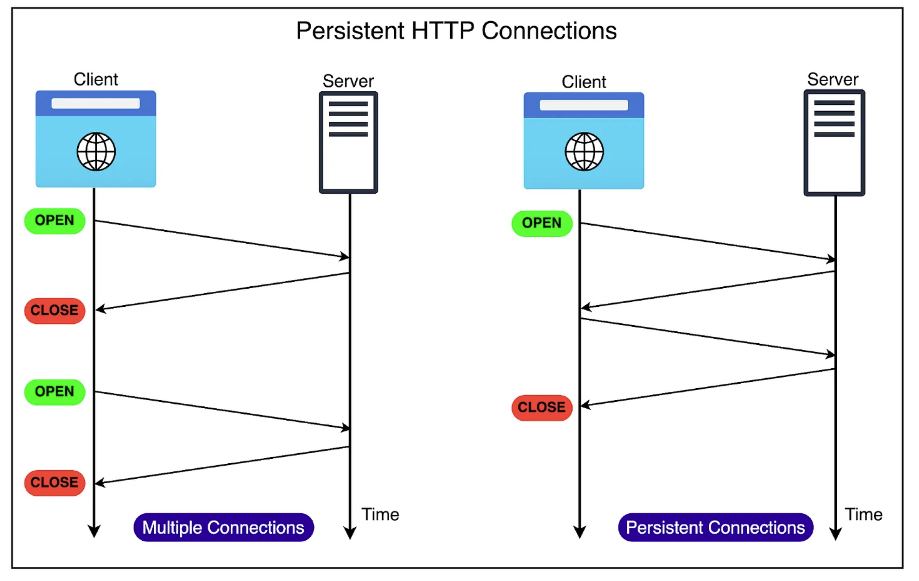 Persistent HTTP Connections
Client
Server
OPEN
CLOSE
OPEN
CLOSE
Time
Multiple Connections
Client
Server
OPEN
CLOSE
Time
Persistent Connections